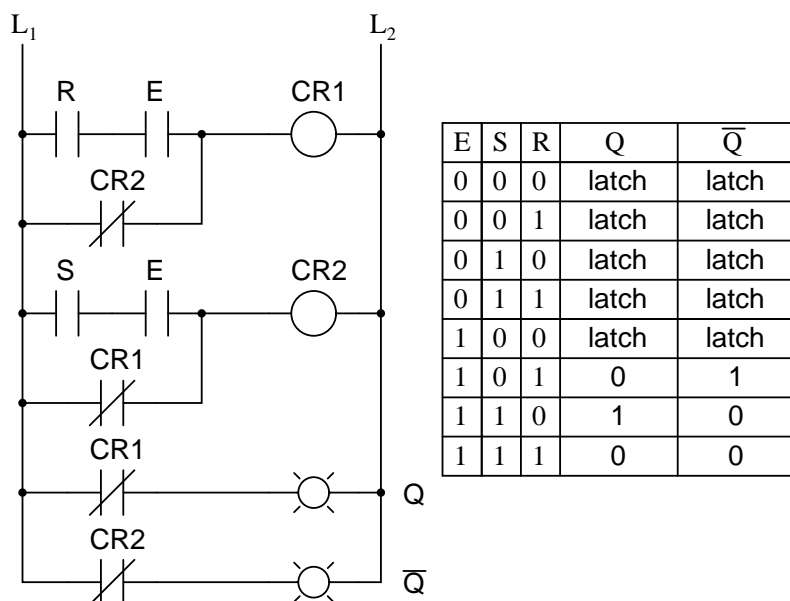 L1 L2
R E CR1
CR2
S E CR2
CR1
CR1
Q
CR2
Q̅
E S R Q Q̅
0 0 0 latch latch
0 0 1 latch latch
0 1 0 latch latch
0 1 1 latch latch
1 0 0 latch latch
1 0 1 0 1
1 1 0 1 0
1 1 1 0 0